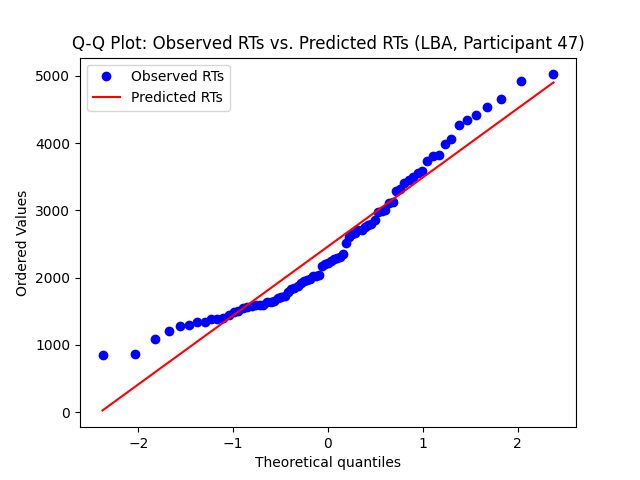 Q-Q Plot: Observed RTs vs. Predicted RTs (LBA, Participant 47)
Observed RTs
Predicted RTs
5000
4000
3000
2000
1000
0
Ordered Values
−2
−1
0
1
2
Theoretical quantiles